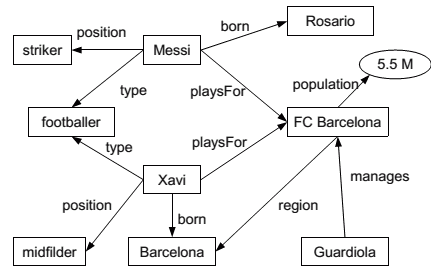 position
born
Rosario
striker
Messi
5.5 M
type
playsFor
population
footballer
FC Barcelona
type
playsFor
Xavi
manages
position
born
region
midfilder
Barcelona
Guardiola